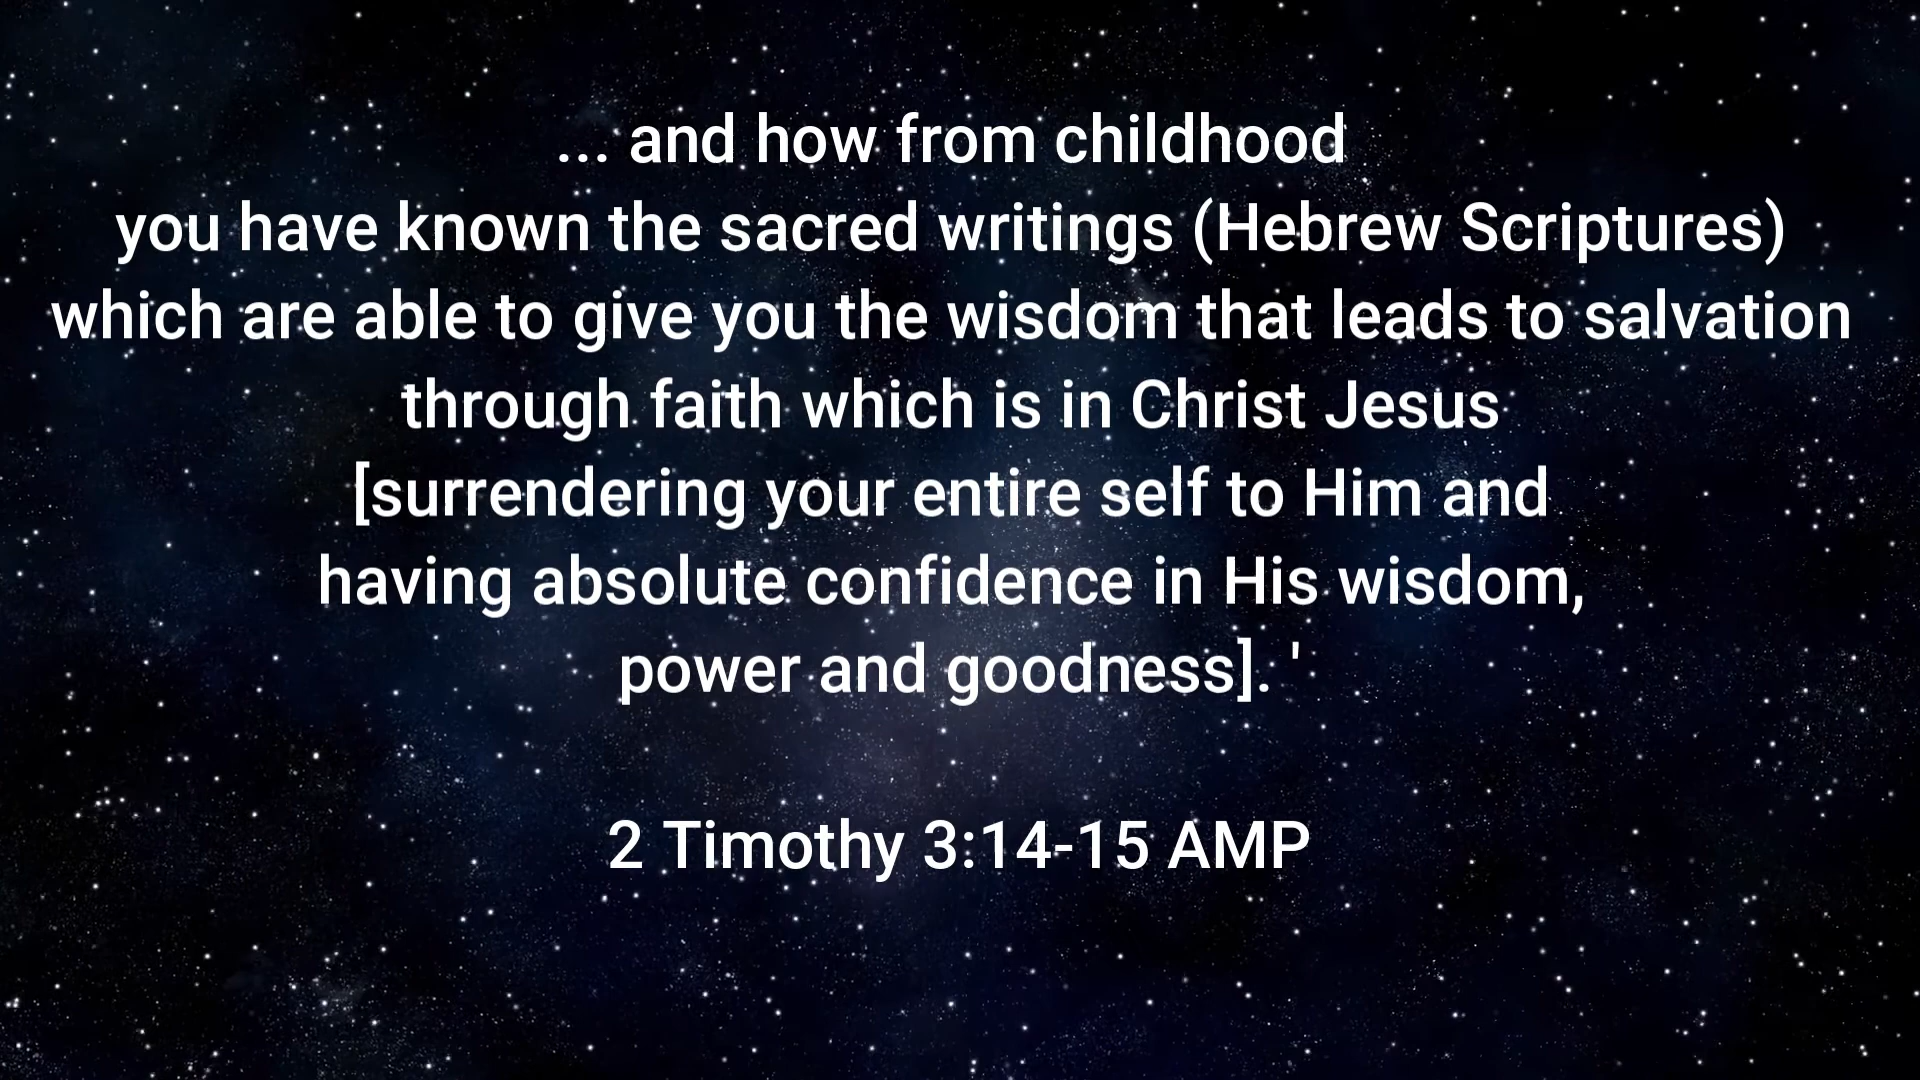 ... and how from childhood
you have known the sacred writings (Hebrew Scriptures)
which are able to give you the wisdom that leads to salvation
through faith which is in Christ Jesus
[surrendering your entire self to Him and
having absolute confidence in His wisdom,
power and goodness]. '
2 Timothy 3:14-15 AMP